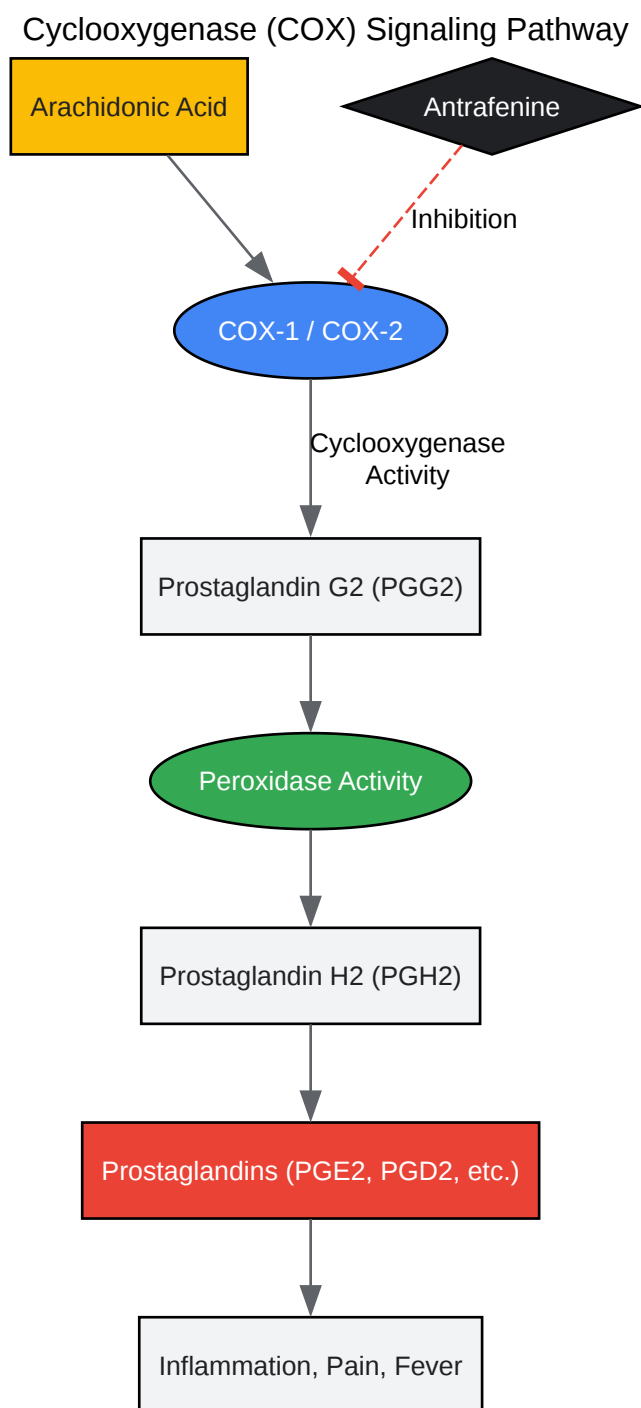 Cyclooxygenase (COX) Signaling Pathway
Arachidonic Acid
Antrafenine
Inhibition
COX-1 / COX-2
Cyclooxygenase
Activity
Prostaglandin G2 (PGG2)
Peroxidase Activity
Prostaglandin H2 (PGH2)
Prostaglandins (PGE2, PGD2, etc.)
Inflammation, Pain, Fever